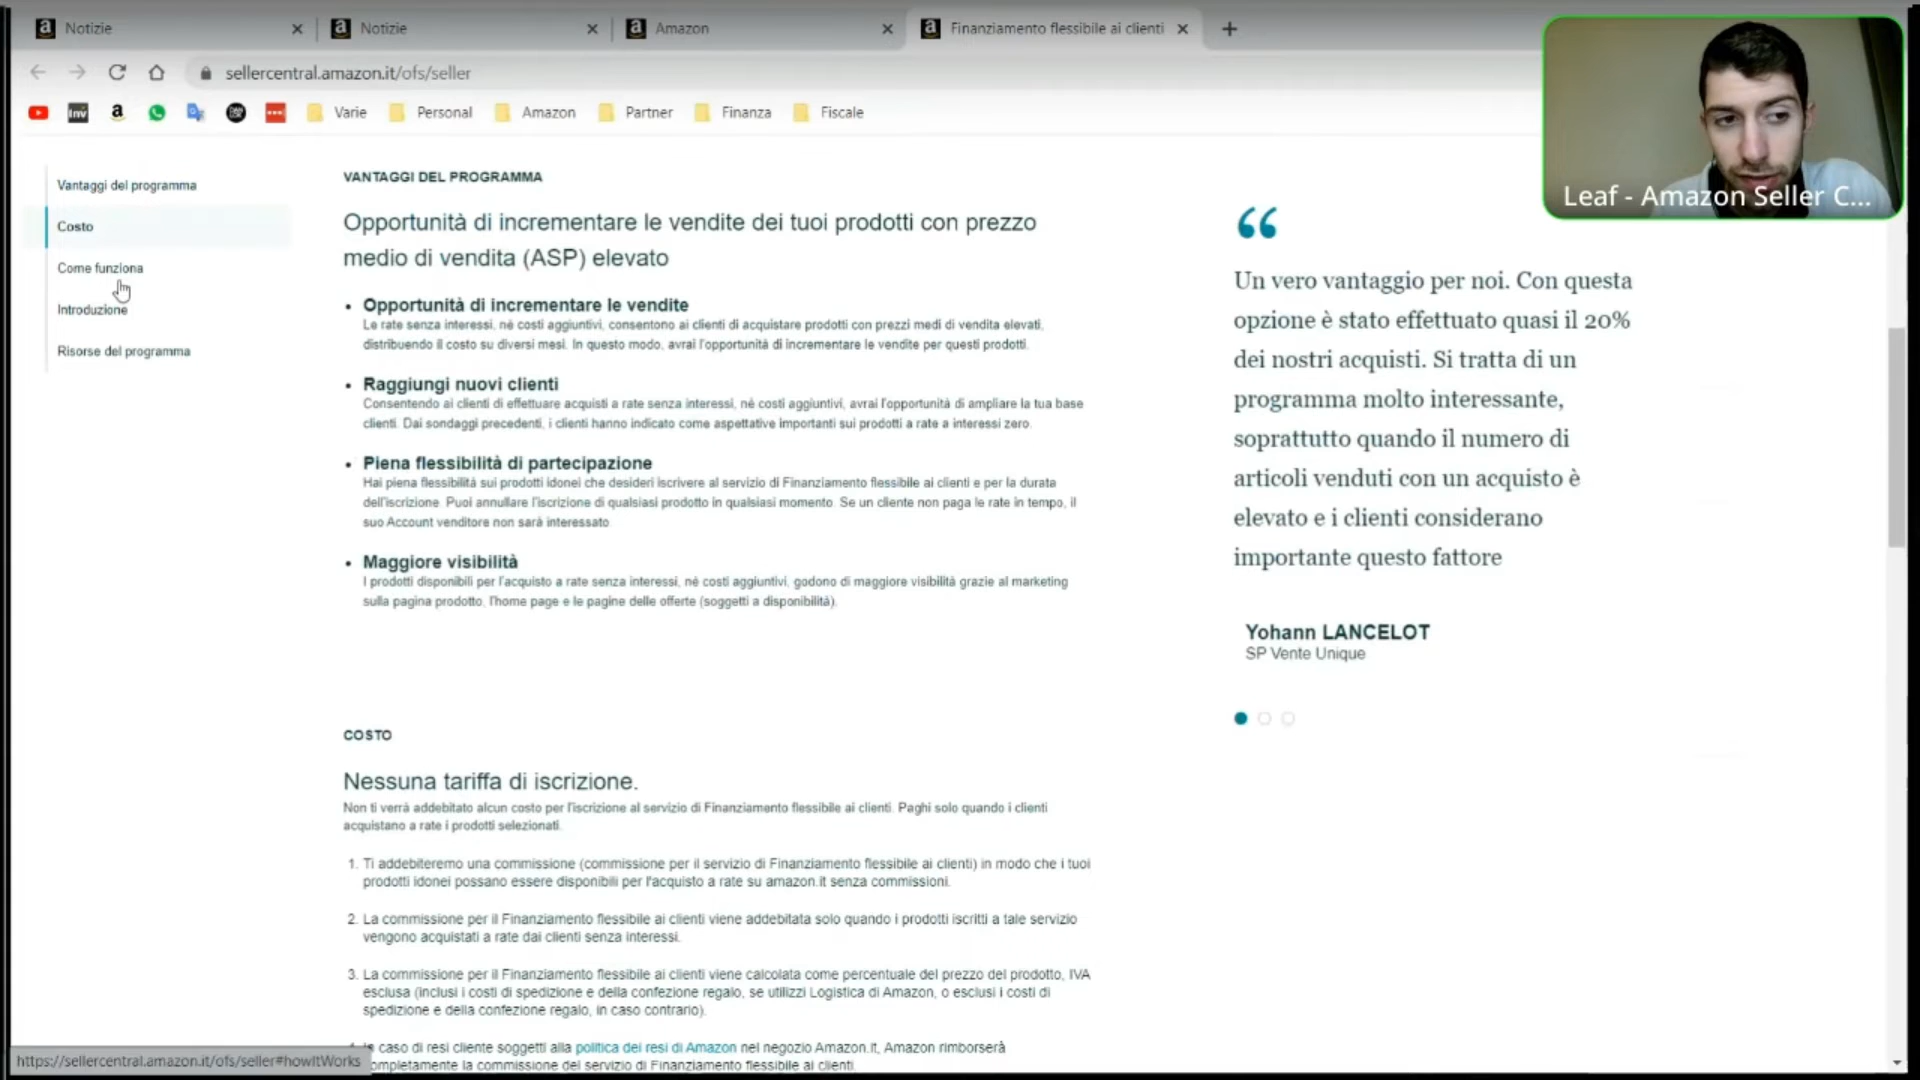 Notizie
Notizie
Amazon
Finanziamento flessibile ai clienti
sellercentral.amazon.it/ofs/seller
Inv
Varie
Personal
Amazon
Partner
Finanza
Fiscale
Leaf - Amazon Seller C...
Vantaggi del programma
Costo
Come funziona
Introduzione
Risorse del programma
VANTAGGI DEL PROGRAMMA
Opportunità di incrementare le vendite dei tuoi prodotti con prezzo
medio di vendita (ASP) elevato
• Opportunità di incrementare le vendite
Le rate senza interessi, né costi aggiuntivi, consentono ai clienti di acquistare prodotti con prezzi medi di vendita elevati,
distribuendo il costo su diversi mesi. In questo modo, avrai l'opportunità di incrementare le vendite per questi prodotti.
• Raggiungi nuovi clienti
Consentendo ai clienti di effettuare acquisti a rate senza interessi, né costi aggiuntivi, avrai l'opportunità di ampliare la tua base
clienti. Dai sondaggi precedenti, i clienti hanno indicato come aspettative importanti sui prodotti a rate a interessi zero.
• Piena flessibilità di partecipazione
Hai piena flessibilità sui prodotti idonei che desideri iscrivere al servizio di Finanziamento flessibile ai clienti e per la durata
dell'iscrizione. Puoi annullare l'iscrizione di qualsiasi prodotto in qualsiasi momento. Se un cliente non paga le rate in tempo, il
suo Account venditore non sarà interessato
• Maggiore visibilità
I prodotti disponibili per l'acquisto a rate senza interessi, né costi aggiuntivi, godono di maggiore visibilità grazie al marketing
sulla pagina prodotto, l'home page e le pagine delle offerte (soggetti a disponibilità).
“
Un vero vantaggio per noi. Con questa
opzione è stato effettuato quasi il 20%
dei nostri acquisti. Si tratta di un
programma molto interessante,
soprattutto quando il numero di
articoli venduti con un acquisto è
elevato e i clienti considerano
importante questo fattore
Yohann LANCELOT
SP Vente Unique
COSTO
Nessuna tariffa di iscrizione.
Non ti verrà addebitato alcun costo per l'iscrizione al servizio di Finanziamento flessibile ai clienti. Paghi solo quando i clienti
acquistano a rate i prodotti selezionati.
1. Ti addebiteremo una commissione (commissione per il servizio di Finanziamento flessibile ai clienti) in modo che i tuoi
prodotti idonei possano essere disponibili per l'acquisto a rate su amazon.it senza commissioni.
2. La commissione per il Finanziamento flessibile ai clienti viene addebitata solo quando i prodotti iscritti a tale servizio
vengono acquistati a rate dai clienti senza interessi.
3. La commissione per il Finanziamento flessibile ai clienti viene calcolata come percentuale del prezzo del prodotto, IVA
esclusa (inclusi i costi di spedizione e della confezione regalo, se utilizzi Logistica di Amazon, o esclusi i costi di
spedizione e della confezione regalo, in caso contrario).
caso di resi cliente soggetti alla politica dei resi di Amazon nel negozio Amazon.it, Amazon rimborserà
ompletamente la commissione del servizio di Finanziamento flessibile ai clienti.
https://sellercentral.amazon.it/ofs/seller#howItWorks